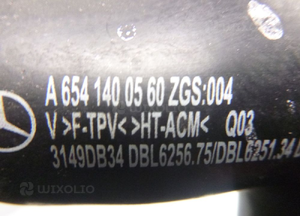 A 654 140 05 60 ZGS:004
V >F-TPV< >HT-ACM< Q03
3149DB34 DBL6256.75/DBL6251.34
WIXOLIO